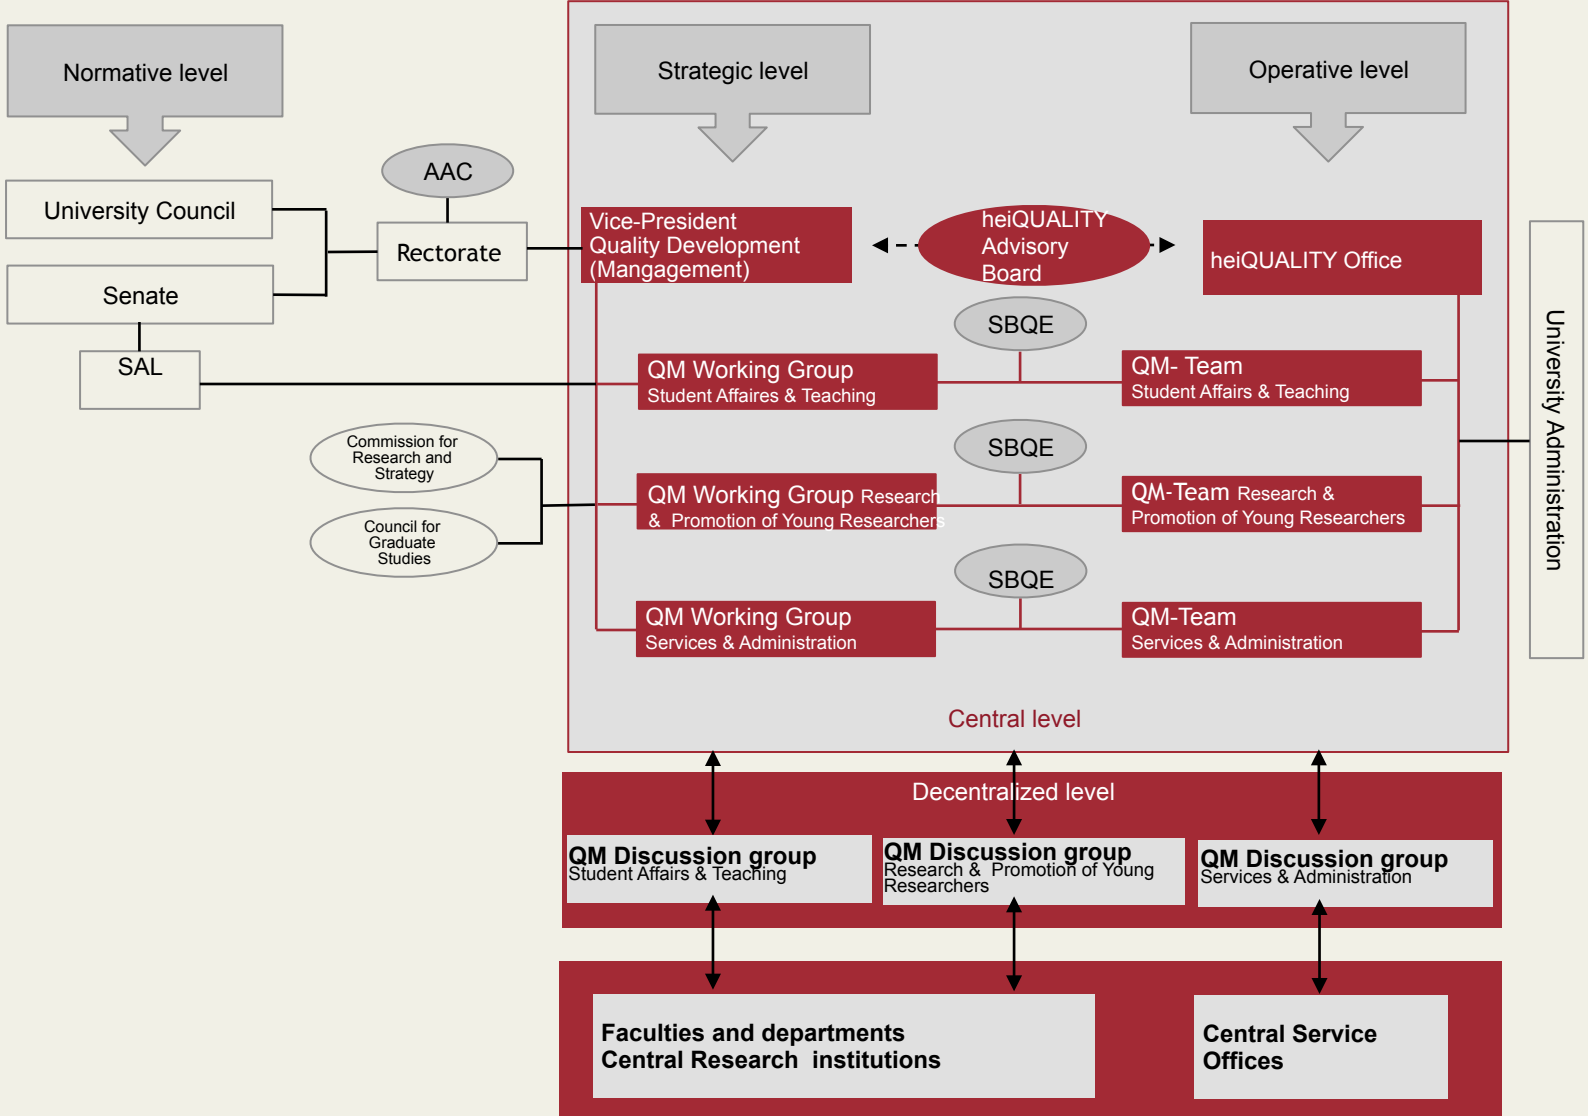 Normative level
Strategic level
Operative level
AAC
University Council
Rectorate
Senate
SAL
Vice-President
Quality Development
(Mangagement)
heiQUALITY
Advisory
Board
heiQUALITY Office
SBQE
QM Working Group
Student Affaires & Teaching
QM- Team
Student Affairs & Teaching
Commission for
Research and
Strategy
Council for
Graduate
Studies
SBQE
QM Working Group Research
& Promotion of Young Researchers
QM-Team Research &
Promotion of Young Researchers
SBQE
QM Working Group
Services & Administration
QM-Team
Services & Administration
University Administration
Central level
Decentralized level
QM Discussion group
Student Affairs & Teaching
QM Discussion group
Research & Promotion of Young
Researchers
QM Discussion group
Services & Administration
Faculties and departments
Central Research institutions
Central Service
Offices